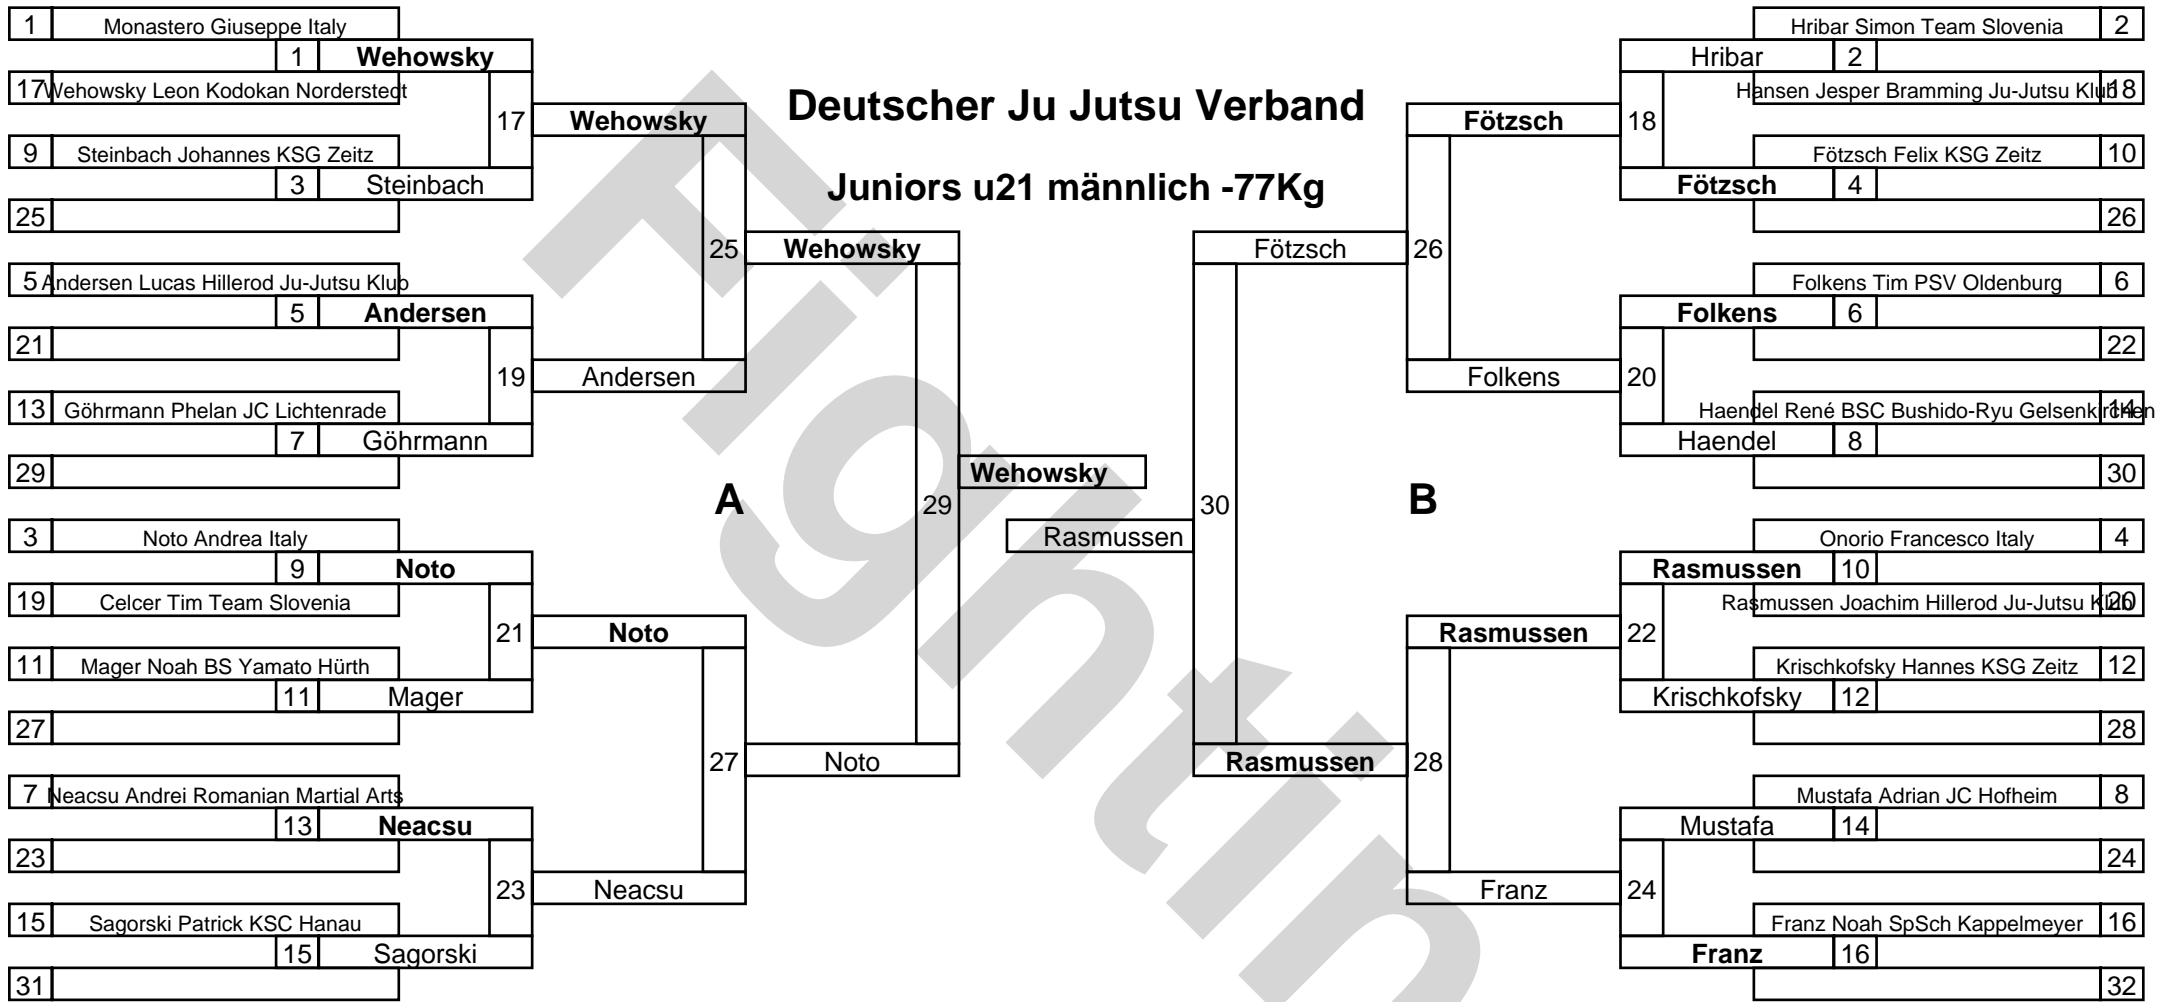 Deutscher Ju Jutsu Verband
Juniors u21 männlich -77Kg
1 Monastero Giuseppe Italy
1 Wehowsky
17 Wehowsky Leon Kodokan Norderstedt
17 Wehowsky
9 Steinbach Johannes KSG Zeitz
3 Steinbach
25
25 Wehowsky
5 Andersen Lucas Hillerod Ju-Jutsu Klub
5 Andersen
21
19 Andersen
13 Göhrmann Phelan JC Lichtenrade
7 Göhrmann
29
A
29 Wehowsky
3 Noto Andrea Italy
9 Noto
19 Celcer Tim Team Slovenia
21 Noto
11 Mager Noah BS Yamato Hürth
11 Mager
27
27 Noto
7 Neacsu Andrei Romanian Martial Arts
13 Neacsu
23
23 Neacsu
15 Sagorski Patrick KSC Hanau
15 Sagorski
31
Hribar Simon Team Slovenia 2
Hribar 2
Hansen Jesper Bramming Ju-Jutsu Klub 18
Fötzsch 18
Fötzsch Felix KSG Zeitz 10
Fötzsch 4
26
Fötzsch 26
Folkens Tim PSV Oldenburg 6
Folkens 6
22
Folkens 20
Haendel René BSC Bushido-Ryu Gelsenkirchen 14
Haendel 8
30
B
Rasmussen 30
Onorio Francesco Italy 4
Rasmussen 10
Rasmussen Joachim Hillerod Ju-Jutsu Klub 20
Rasmussen 22
Krischkofsky Hannes KSG Zeitz 12
Krischkofsky 12
28
Rasmussen 28
Mustafa Adrian JC Hofheim 8
Mustafa 14
24
Franz 24
Franz Noah SpSch Kappelmeyer 16
Franz 16
32
Fightin